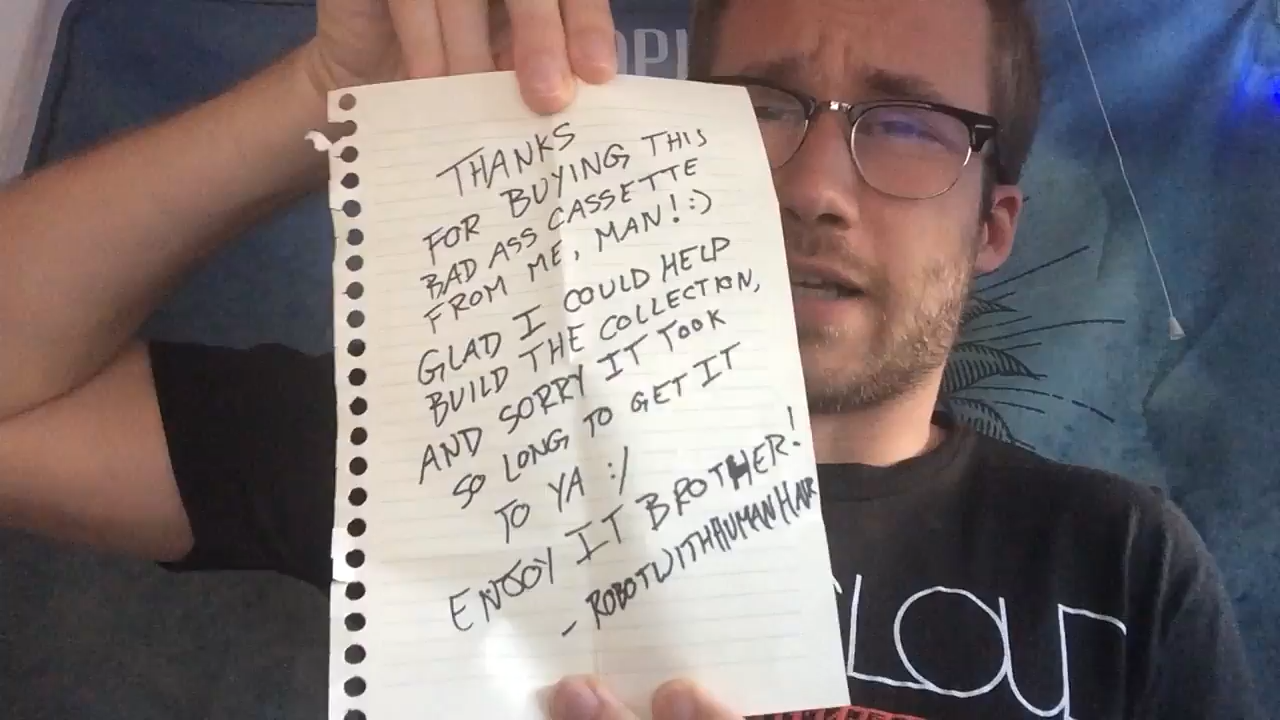 OPI
THANKS
FOR BUYING THIS
BAD ASS CASSETTE
FROM ME, MAN! :)
GLAD I COULD HELP
BUILD THE COLLECTION,
AND SORRY IT TOOK
SO LONG TO GET IT
TO YA :/
ENJOY IT BROTHER!
- ROBOTWITHHUMANHAIR